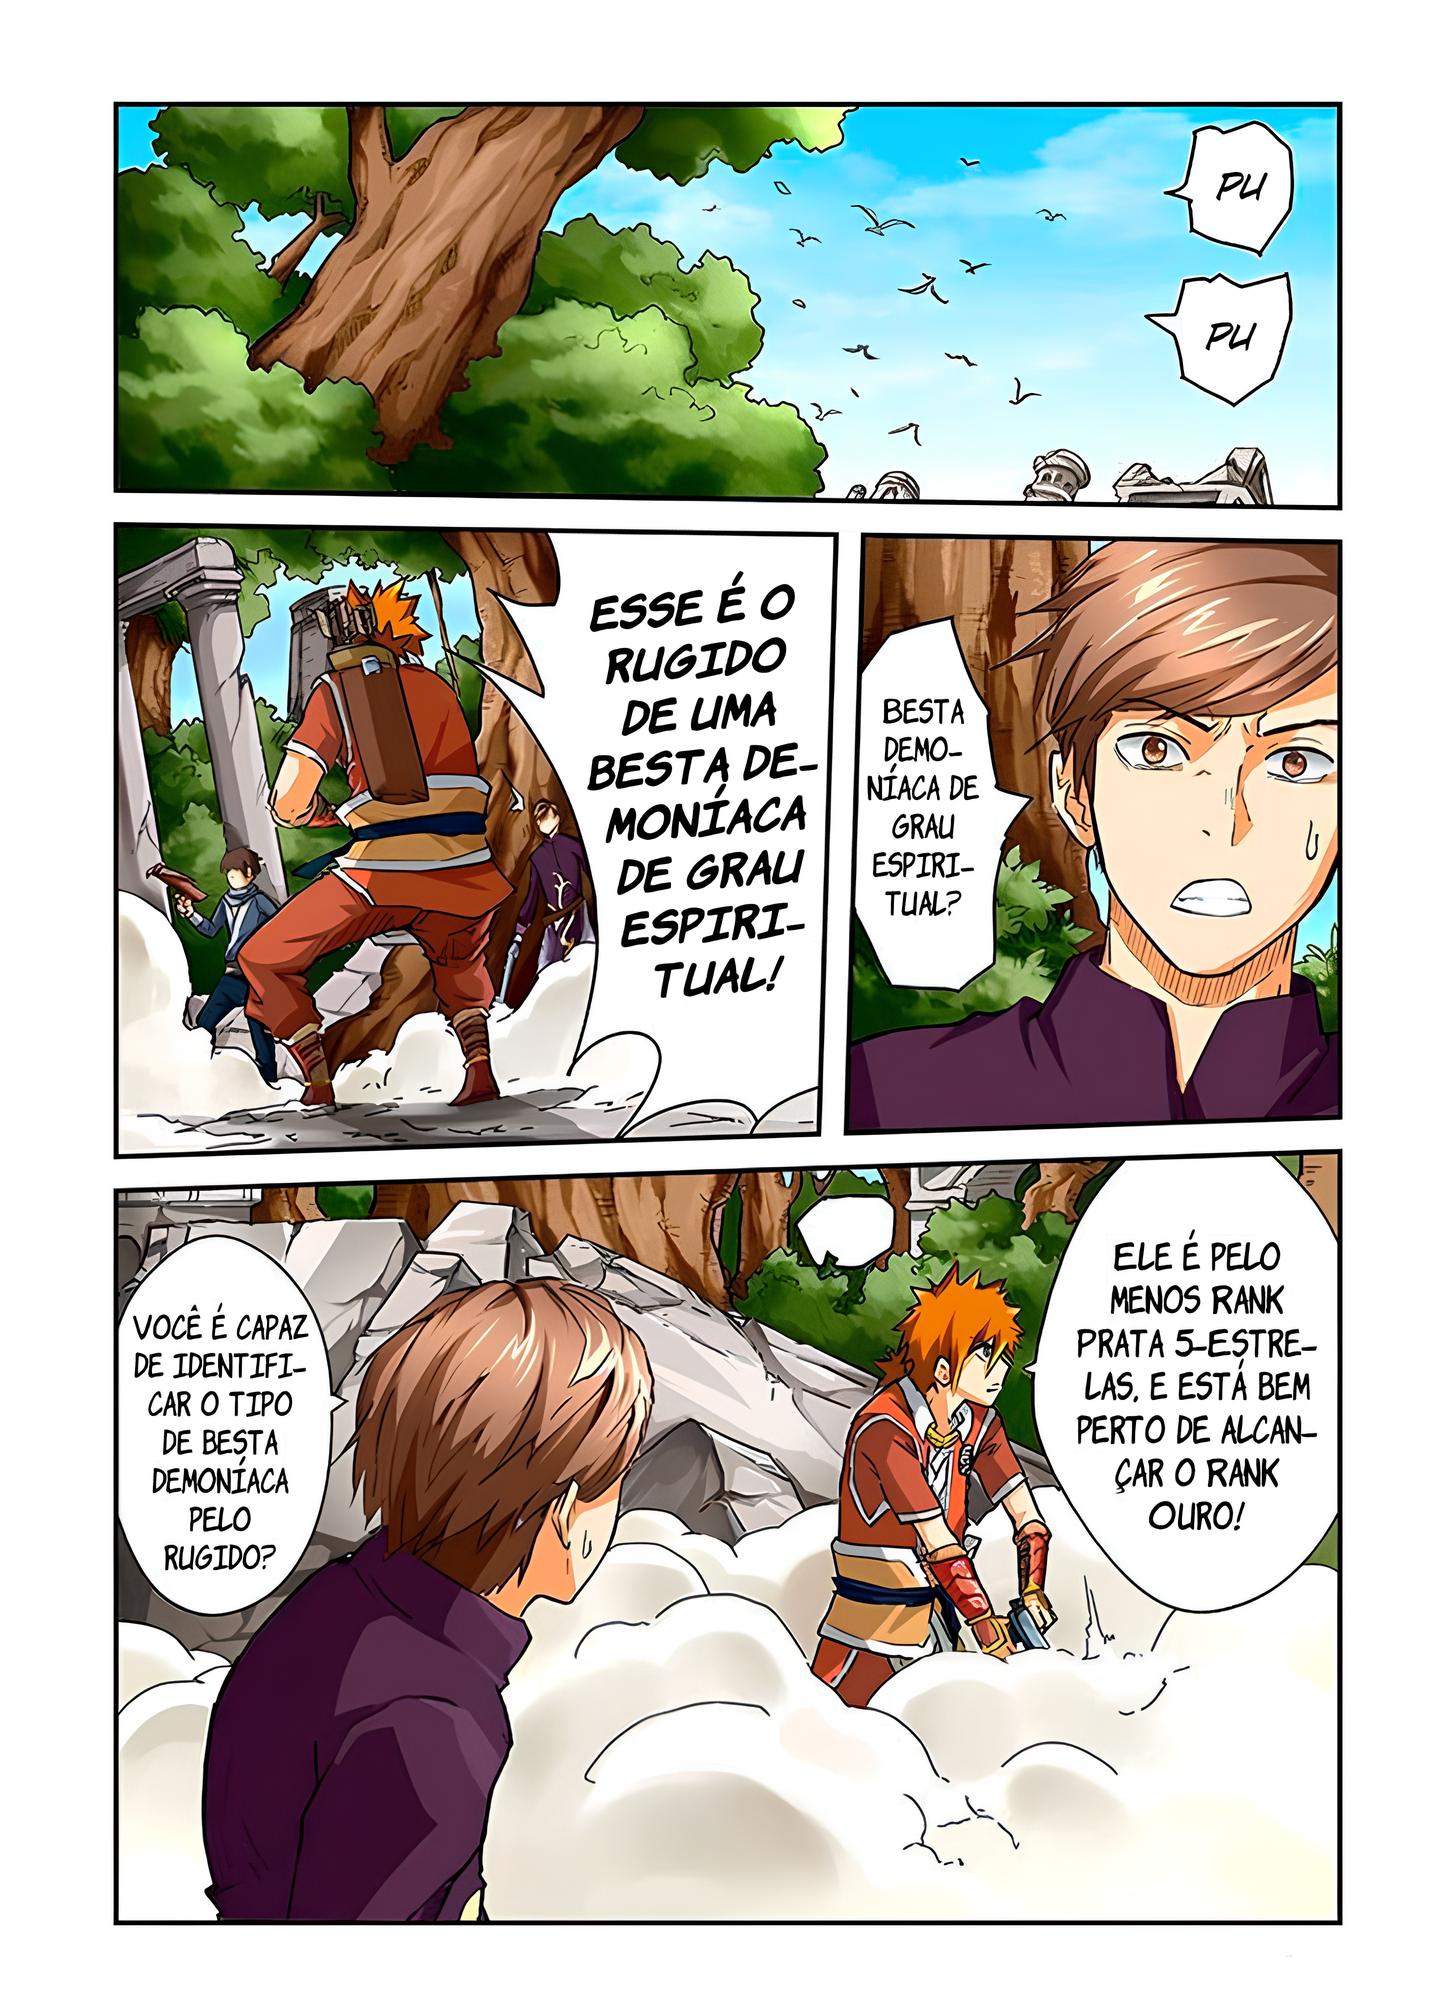 PU
PU
ESSE É O
RUGIDO
DE UMA
BESTA DE-
MONÍACA
DE GRAU
ESPIRI-
TUAL!
BESTA
DEMO-
NÍACA DE
GRAU
ESPIRI-
TUAL?
VOCÊ É CAPAZ
DE IDENTIFI-
CAR O TIPO
DE BESTA
DEMONÍACA
PELO
RUGIDO?
ELE É PELO
MENOS RANK
PRATA 5-ESTRE-
LAS, E ESTÁ BEM
PERTO DE ALCAN-
ÇAR O RANK
OURO!